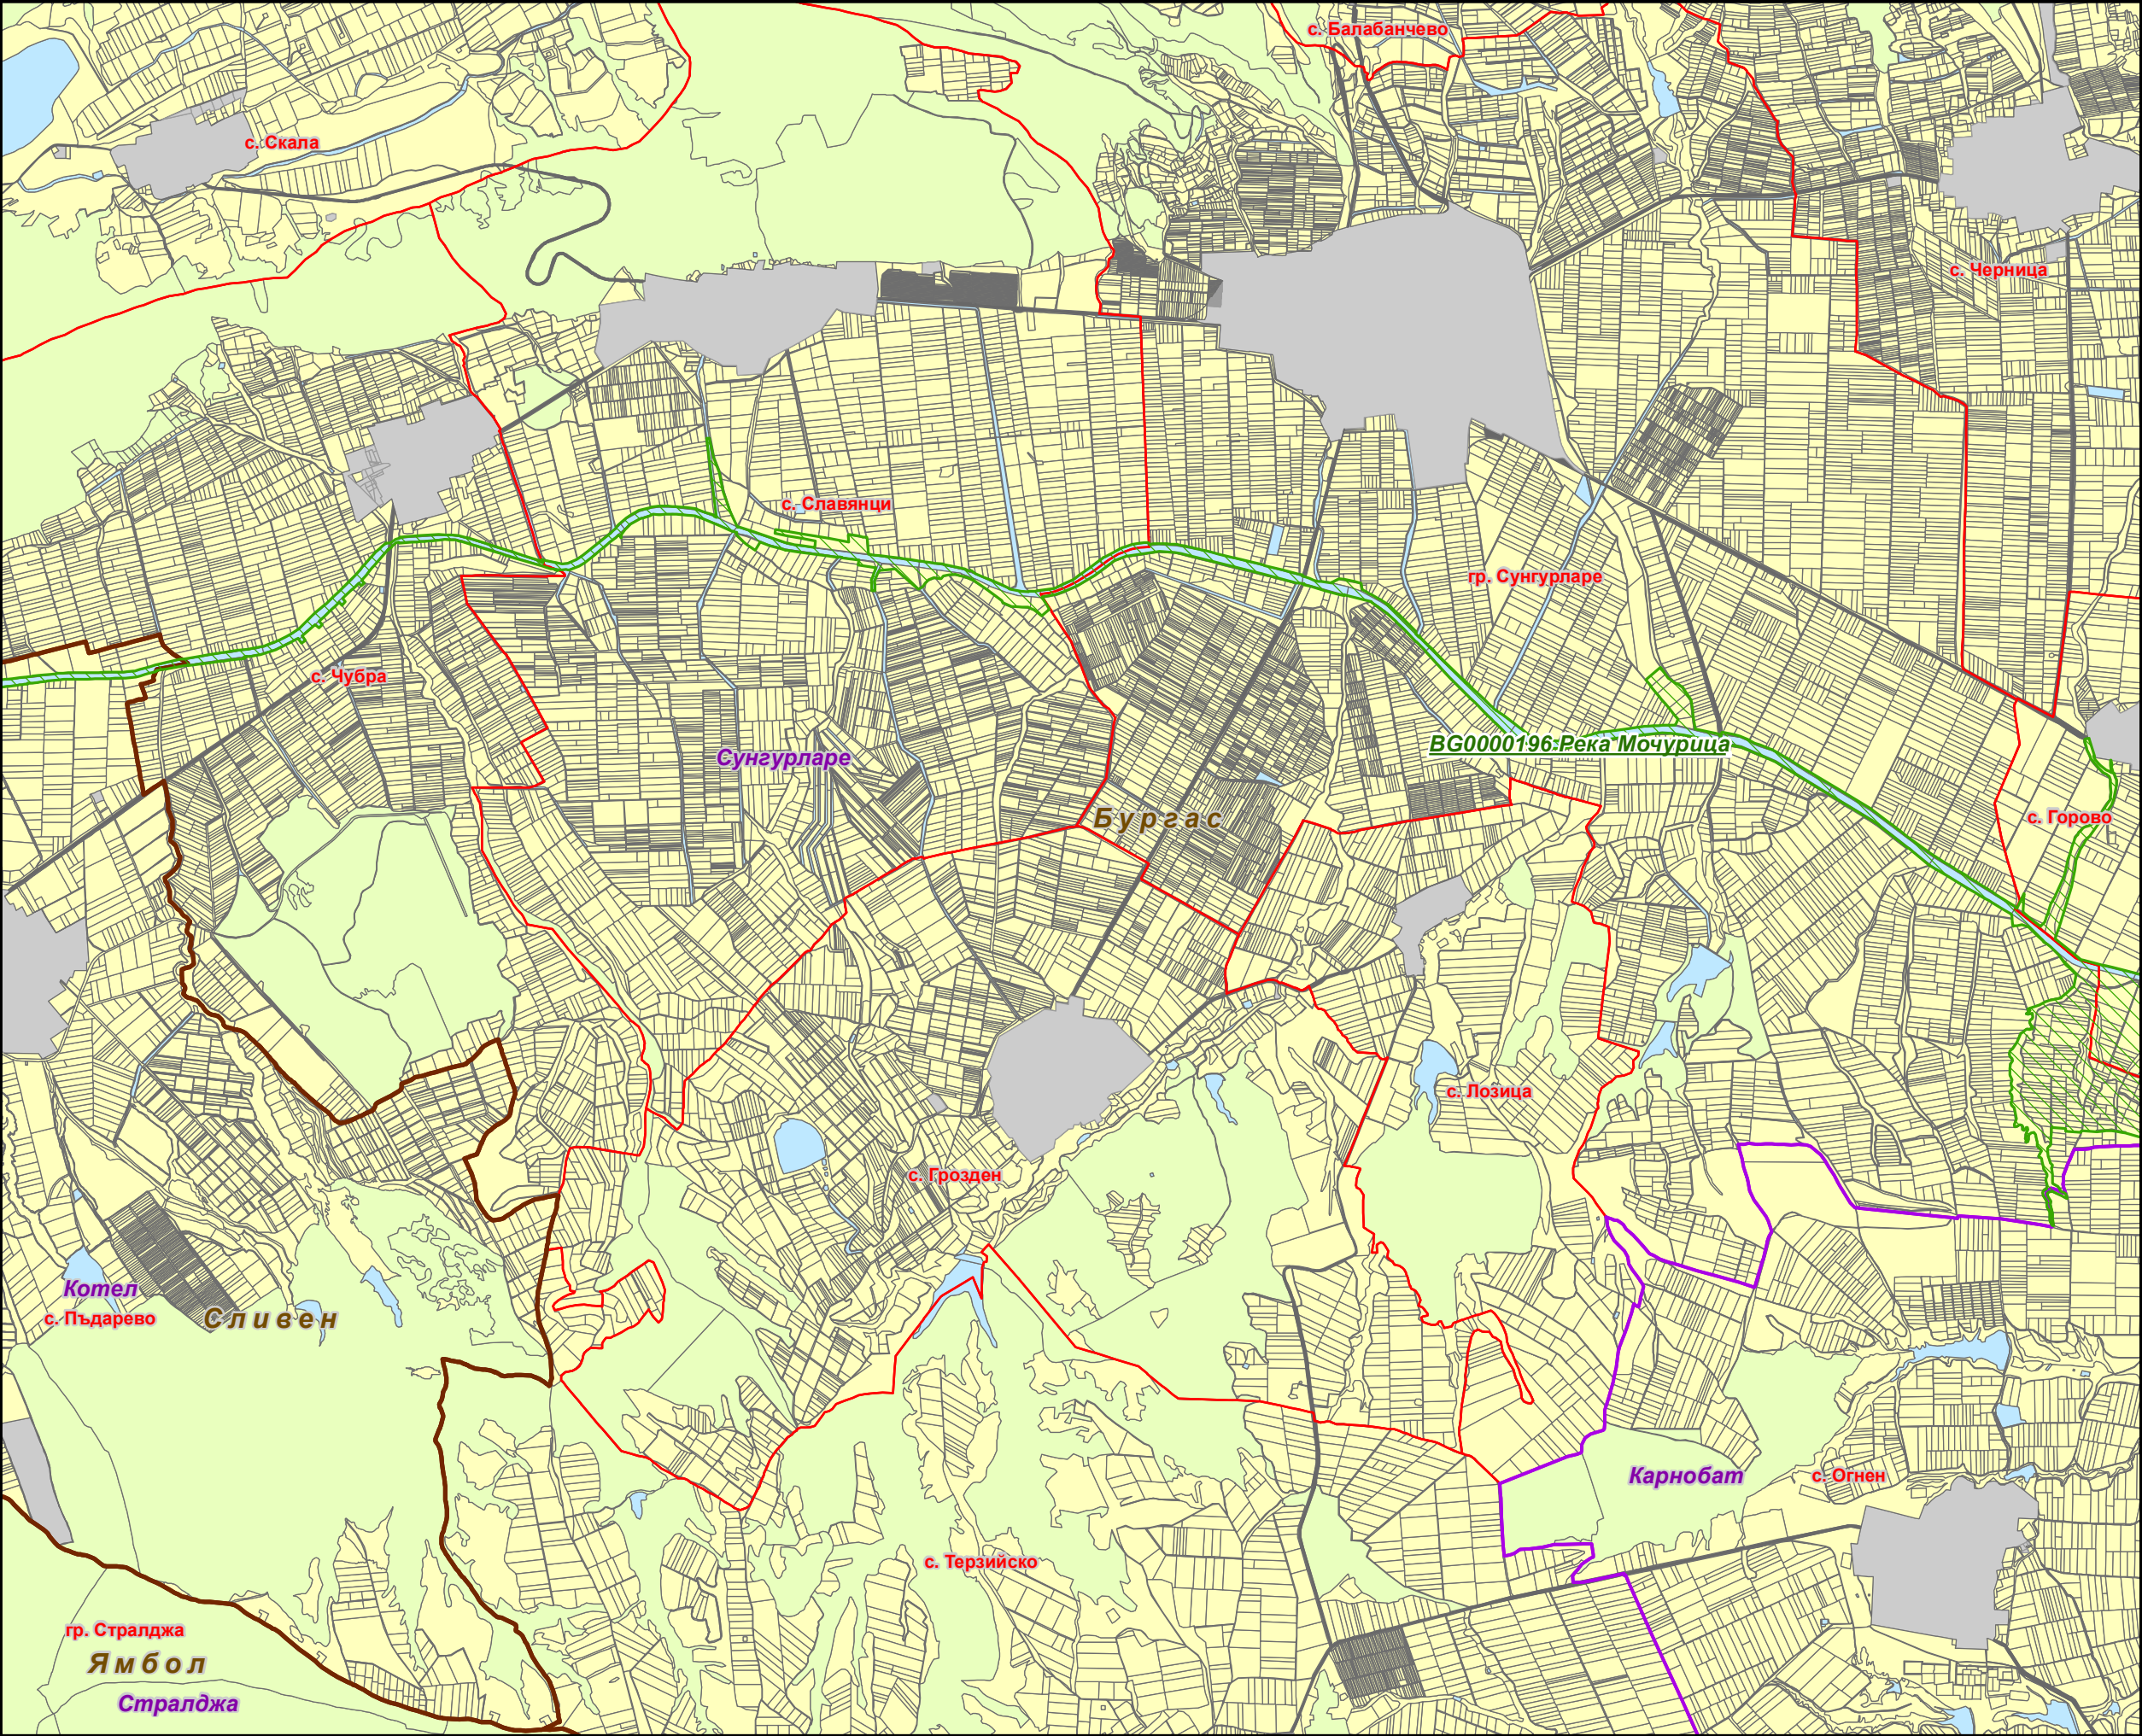 с. Балабанчево
с. Скала
с. Черница
с. Славянци
гр. Сунгурларе
с. Чубра
BG0000196 Река Мочурица
Сунгурларе
Бургас
с. Горово
с. Лозица
с. Грозден
Котел
с. Пъдарево
Сливен
Карнобат
с. Огнен
с. Терзийско
гр. Стралджа
Ямбол
Стралджа